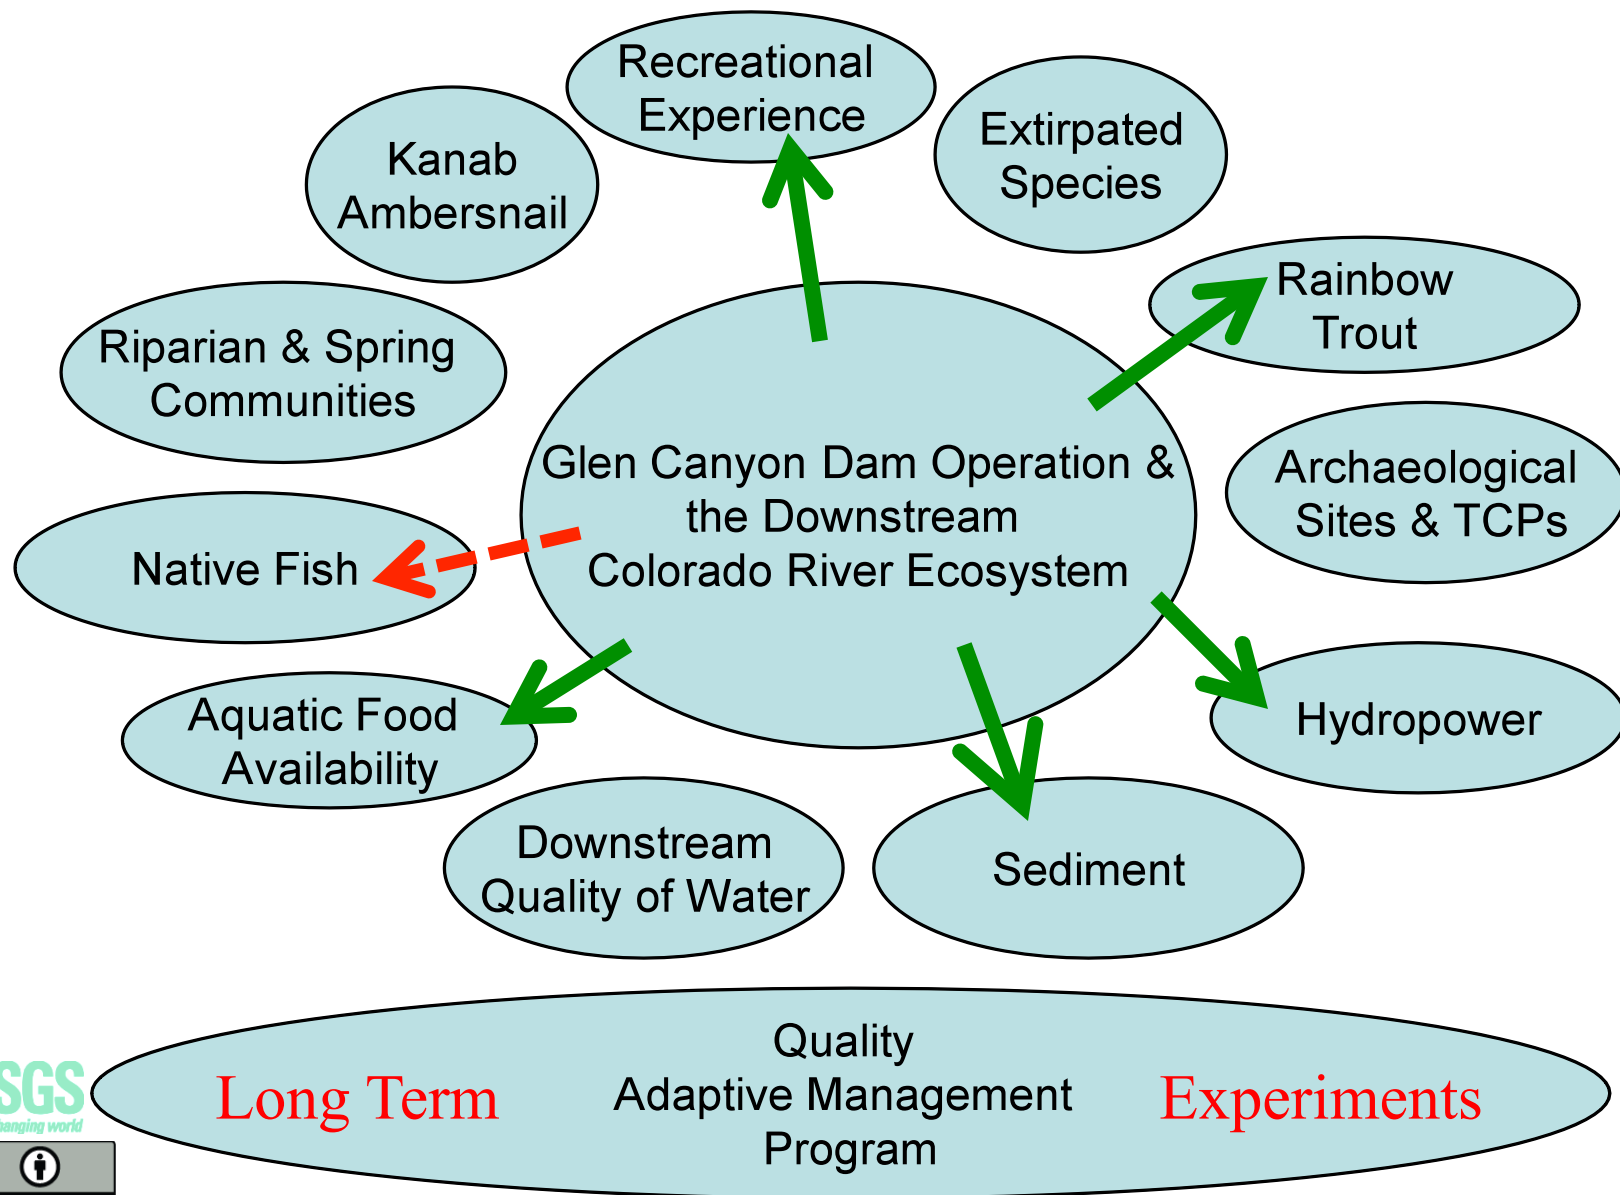 Recreational
Experience
Extirpated
Species
Kanab
Ambersnail
Rainbow
Trout
Riparian & Spring
Communities
Glen Canyon Dam Operation &
the Downstream
Colorado River Ecosystem
Archaeological
Sites & TCPs
Native Fish
Aquatic Food
Availability
Hydropower
Downstream
Quality of Water
Sediment
Quality
Adaptive Management
Program
Long Term
Experiments
SGS
hanging world